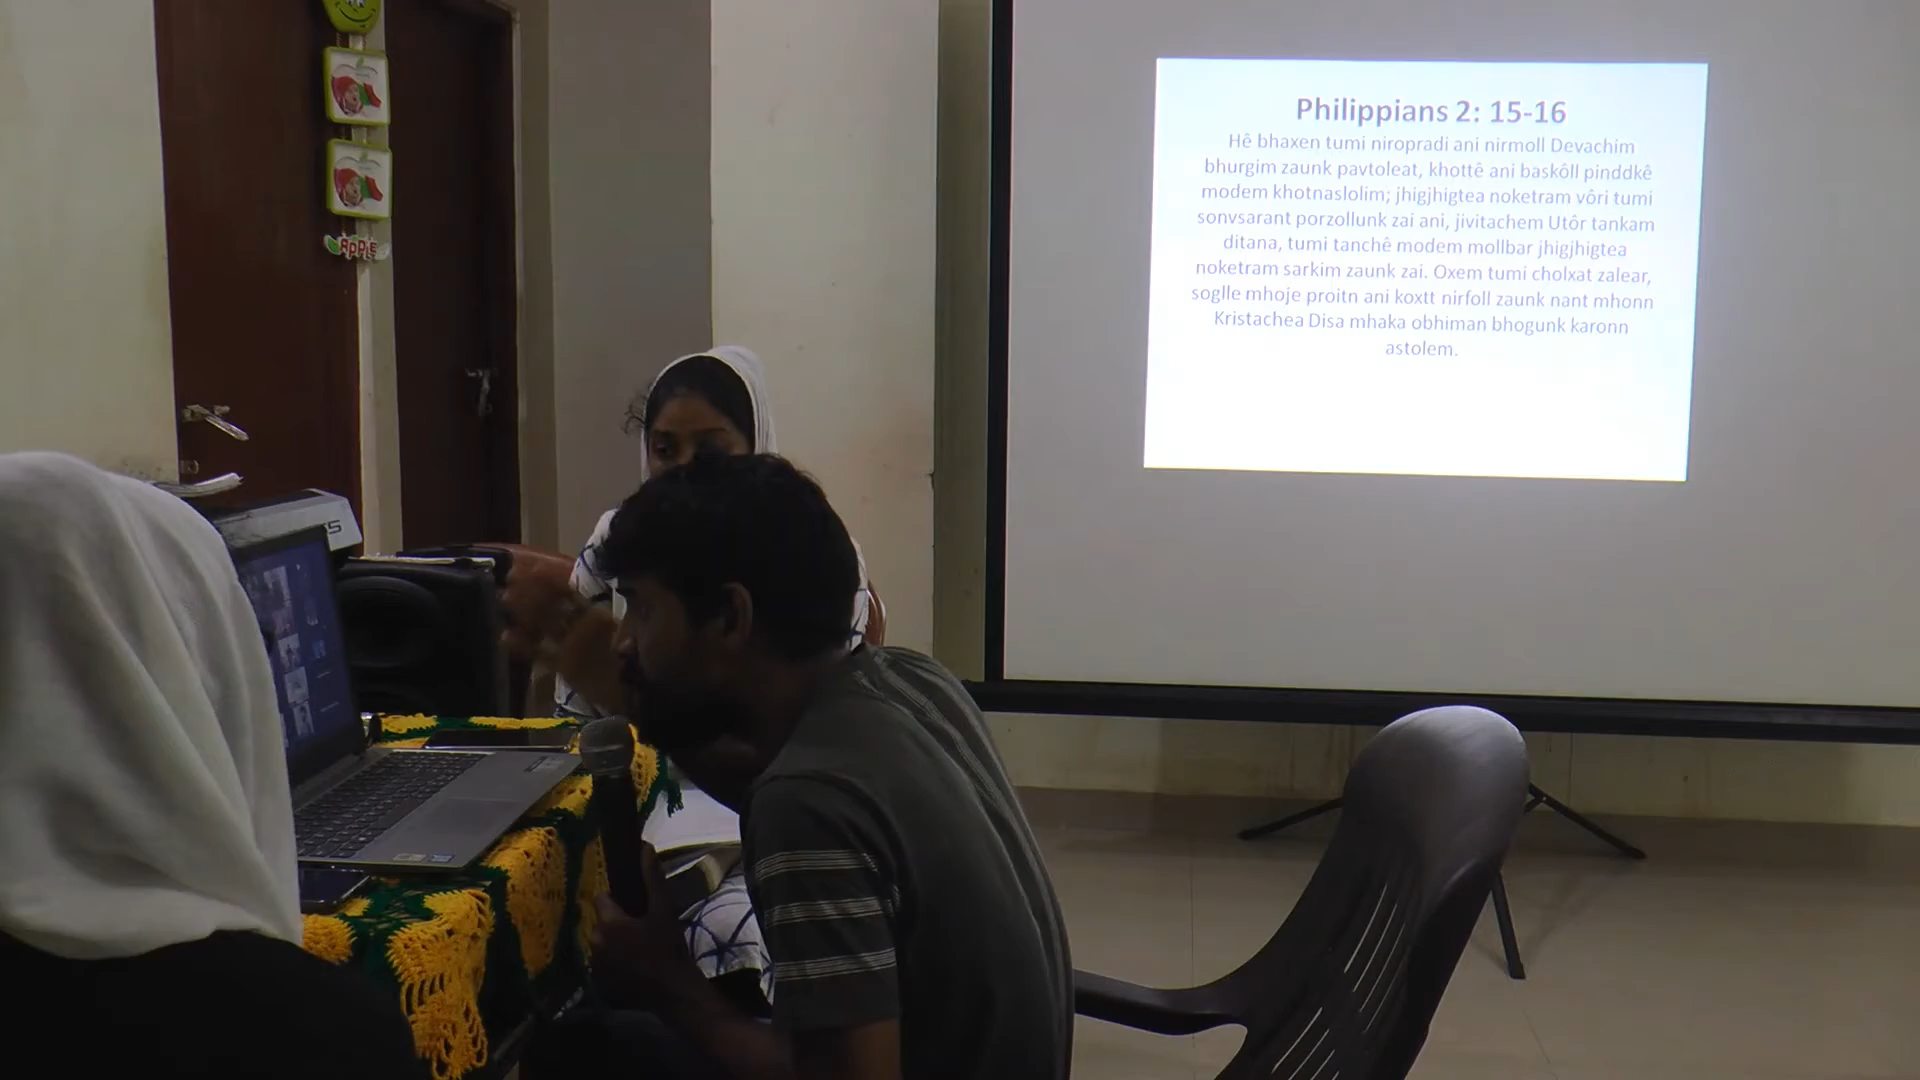 APPLE
Philippians 2: 15-16
Hê bhaxen tumi niropradi ani nirmoll Devachim
bhurgim zaunk pavtoleat, khottê ani baskôll pinddkê
modem khotnaslolim; jhigjhigtea noketram vôri tumi
sonvsarant porzollunk zai ani, jivitachem Utôr tankam
ditana, tumi tanchê modem mollbar jhigjhigtea
noketram sarkim zaunk zai. Oxem tumi cholxat zalear,
soglle mhoje proitn ani koxtt nirfoll zaunk nant mhonn
Kristachea Disa mhaka obhiman bhogunk karonn
astolem.